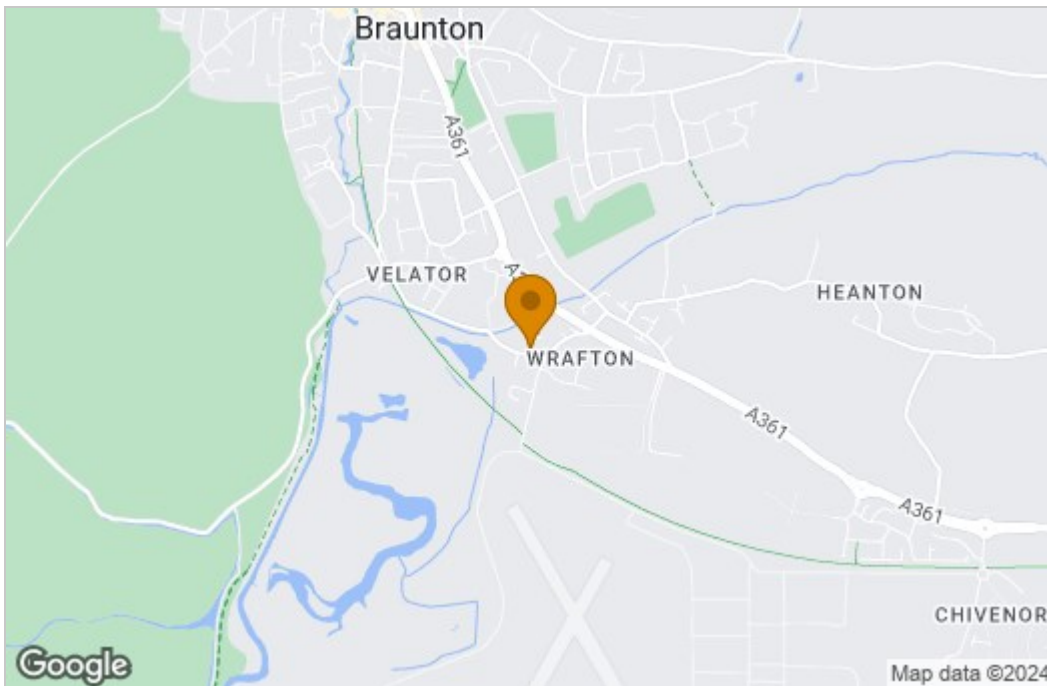 Braunton
A361
VELATOR
HEANTON
WRAFTON
A361
A361
CHIVENOR
Google
Map data ©2024